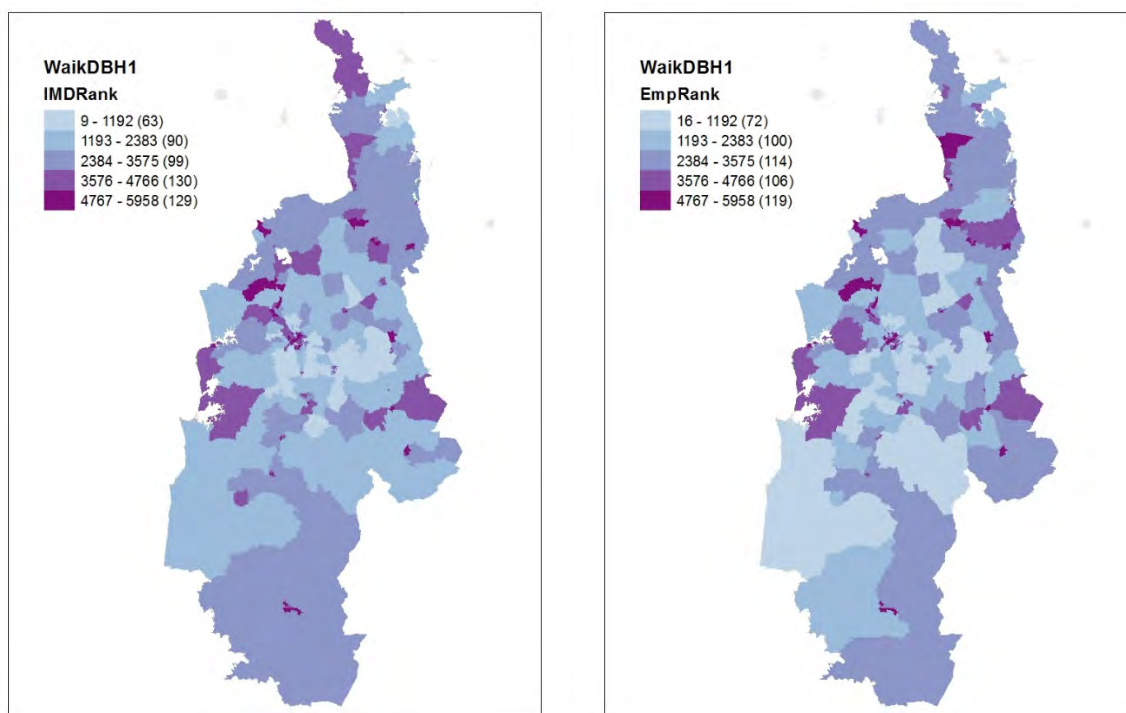 WaikDBH1
IMDRank
9 - 1192 (63)
1193 - 2383 (90)
2384 - 3575 (99)
3576 - 4766 (130)
4767 - 5958 (129)
WaikDBH1
EmpRank
16 - 1192 (72)
1193 - 2383 (100)
2384 - 3575 (114)
3576 - 4766 (106)
4767 - 5958 (119)